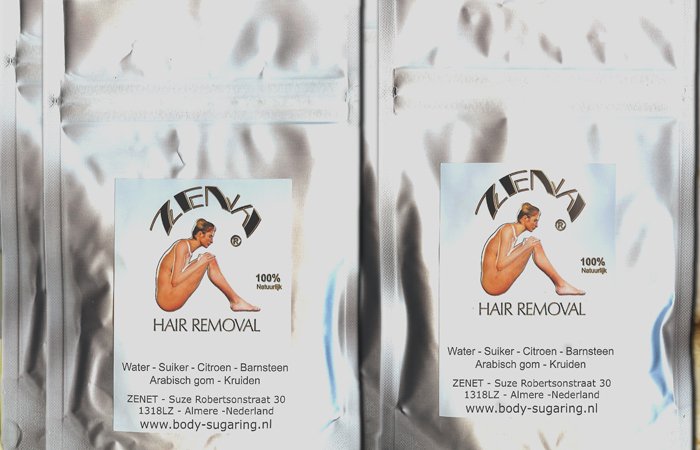 ZENA
®
100%
Natuurlijk
HAIR REMOVAL
Water - Suiker - Citroen - Barnsteen
Arabisch gom - Kruiden
ZENET - Suze Robertsonstraat 30
1318LZ - Almere -Nederland
www.body-sugaring.nl
ZENA
®
100%
Natuurlijk
HAIR REMOVAL
Water - Suiker - Citroen - Barnsteen
Arabisch gom - Kruiden
ZENET - Suze Robertsonstraat 30
1318LZ - Almere -Nederland
www.body-sugaring.nl